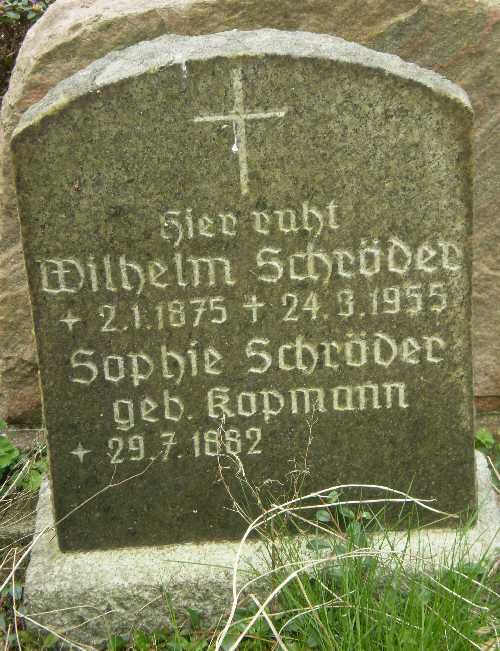 Hier ruht
Wilhelm Schröder
+ 2.1.1875 + 24.3.1955
Sophie Schröder
geb. Kopmann
+ 29.7.1882